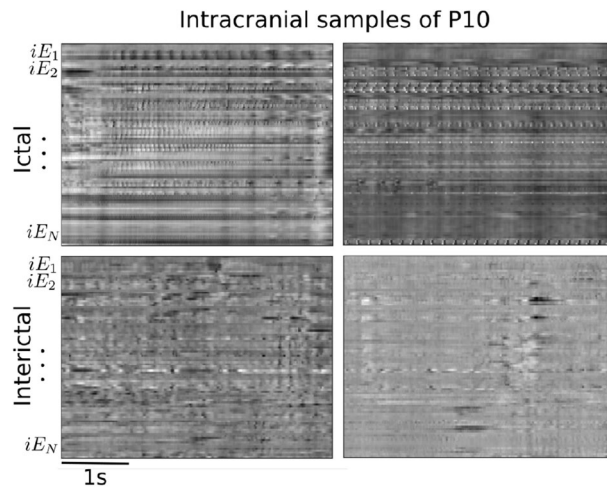 Intracranial samples of P10
Ictal
iE1
iE2
iEN
Interictal
iE1
iE2
iEN
1s